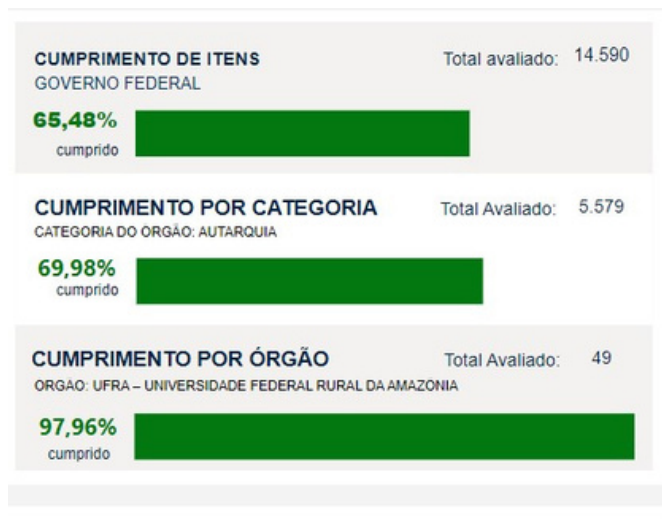 CUMPRIMENTO DE ITENS
Total avaliado: 14.590
GOVERNO FEDERAL
65,48%
cumprido
CUMPRIMENTO POR CATEGORIA
Total Avaliado: 5.579
CATEGORIA DO ORGÃO: AUTARQUIA
69,98%
cumprido
CUMPRIMENTO POR ÓRGÃO
Total Avaliado: 49
ORGÃO: UFRA – UNIVERSIDADE FEDERAL RURAL DA AMAZÔNIA
97,96%
cumprido